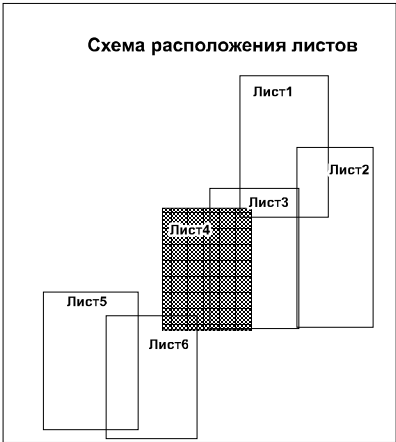 Схема расположения листов
Лист1
Лист2
Лист3
Лист4
Лист5
Лист6